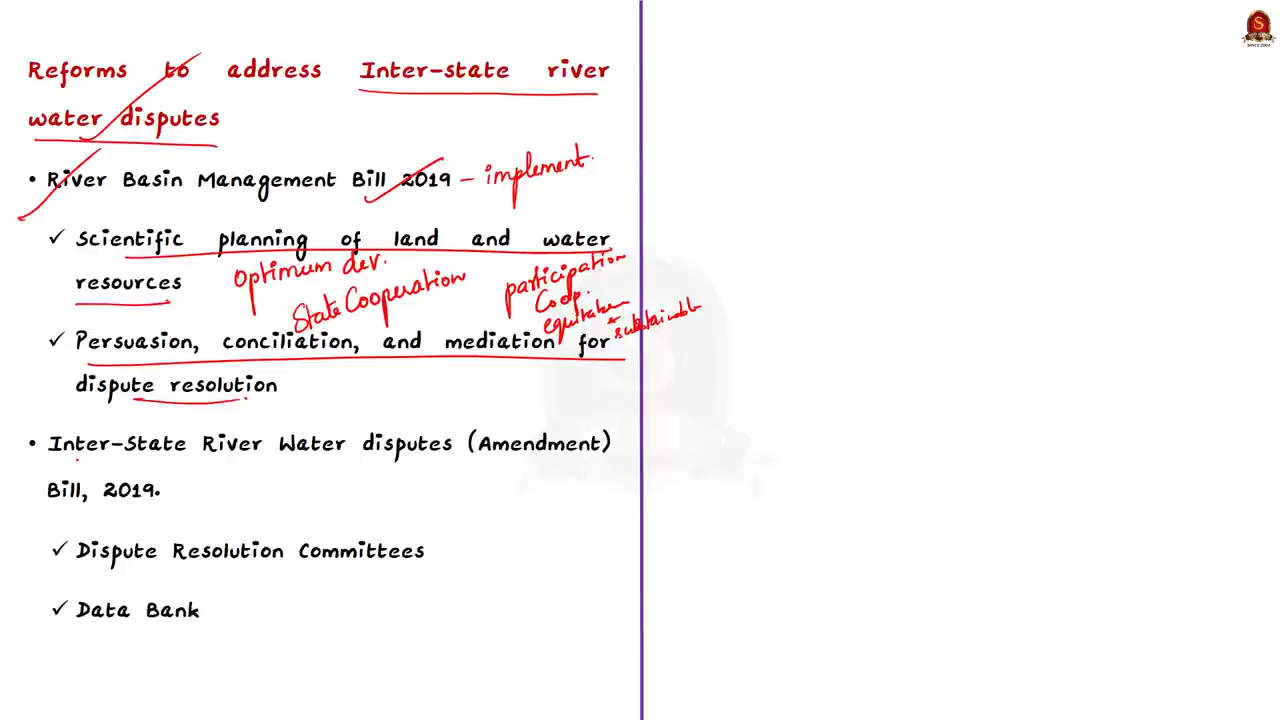 Reforms to address Inter-state river
water disputes
• River Basin Management Bill 2019 - implement.
✓ Scientific planning of land and water
resources
Optimum dev.
State Cooperation
participation
Coop.
equitable
& sustainable
✓ Persuasion, conciliation, and mediation for
dispute resolution
• Inter-State River Water disputes (Amendment)
Bill, 2019.
✓ Dispute Resolution Committees
✓ Data Bank
S
SINCE 2004